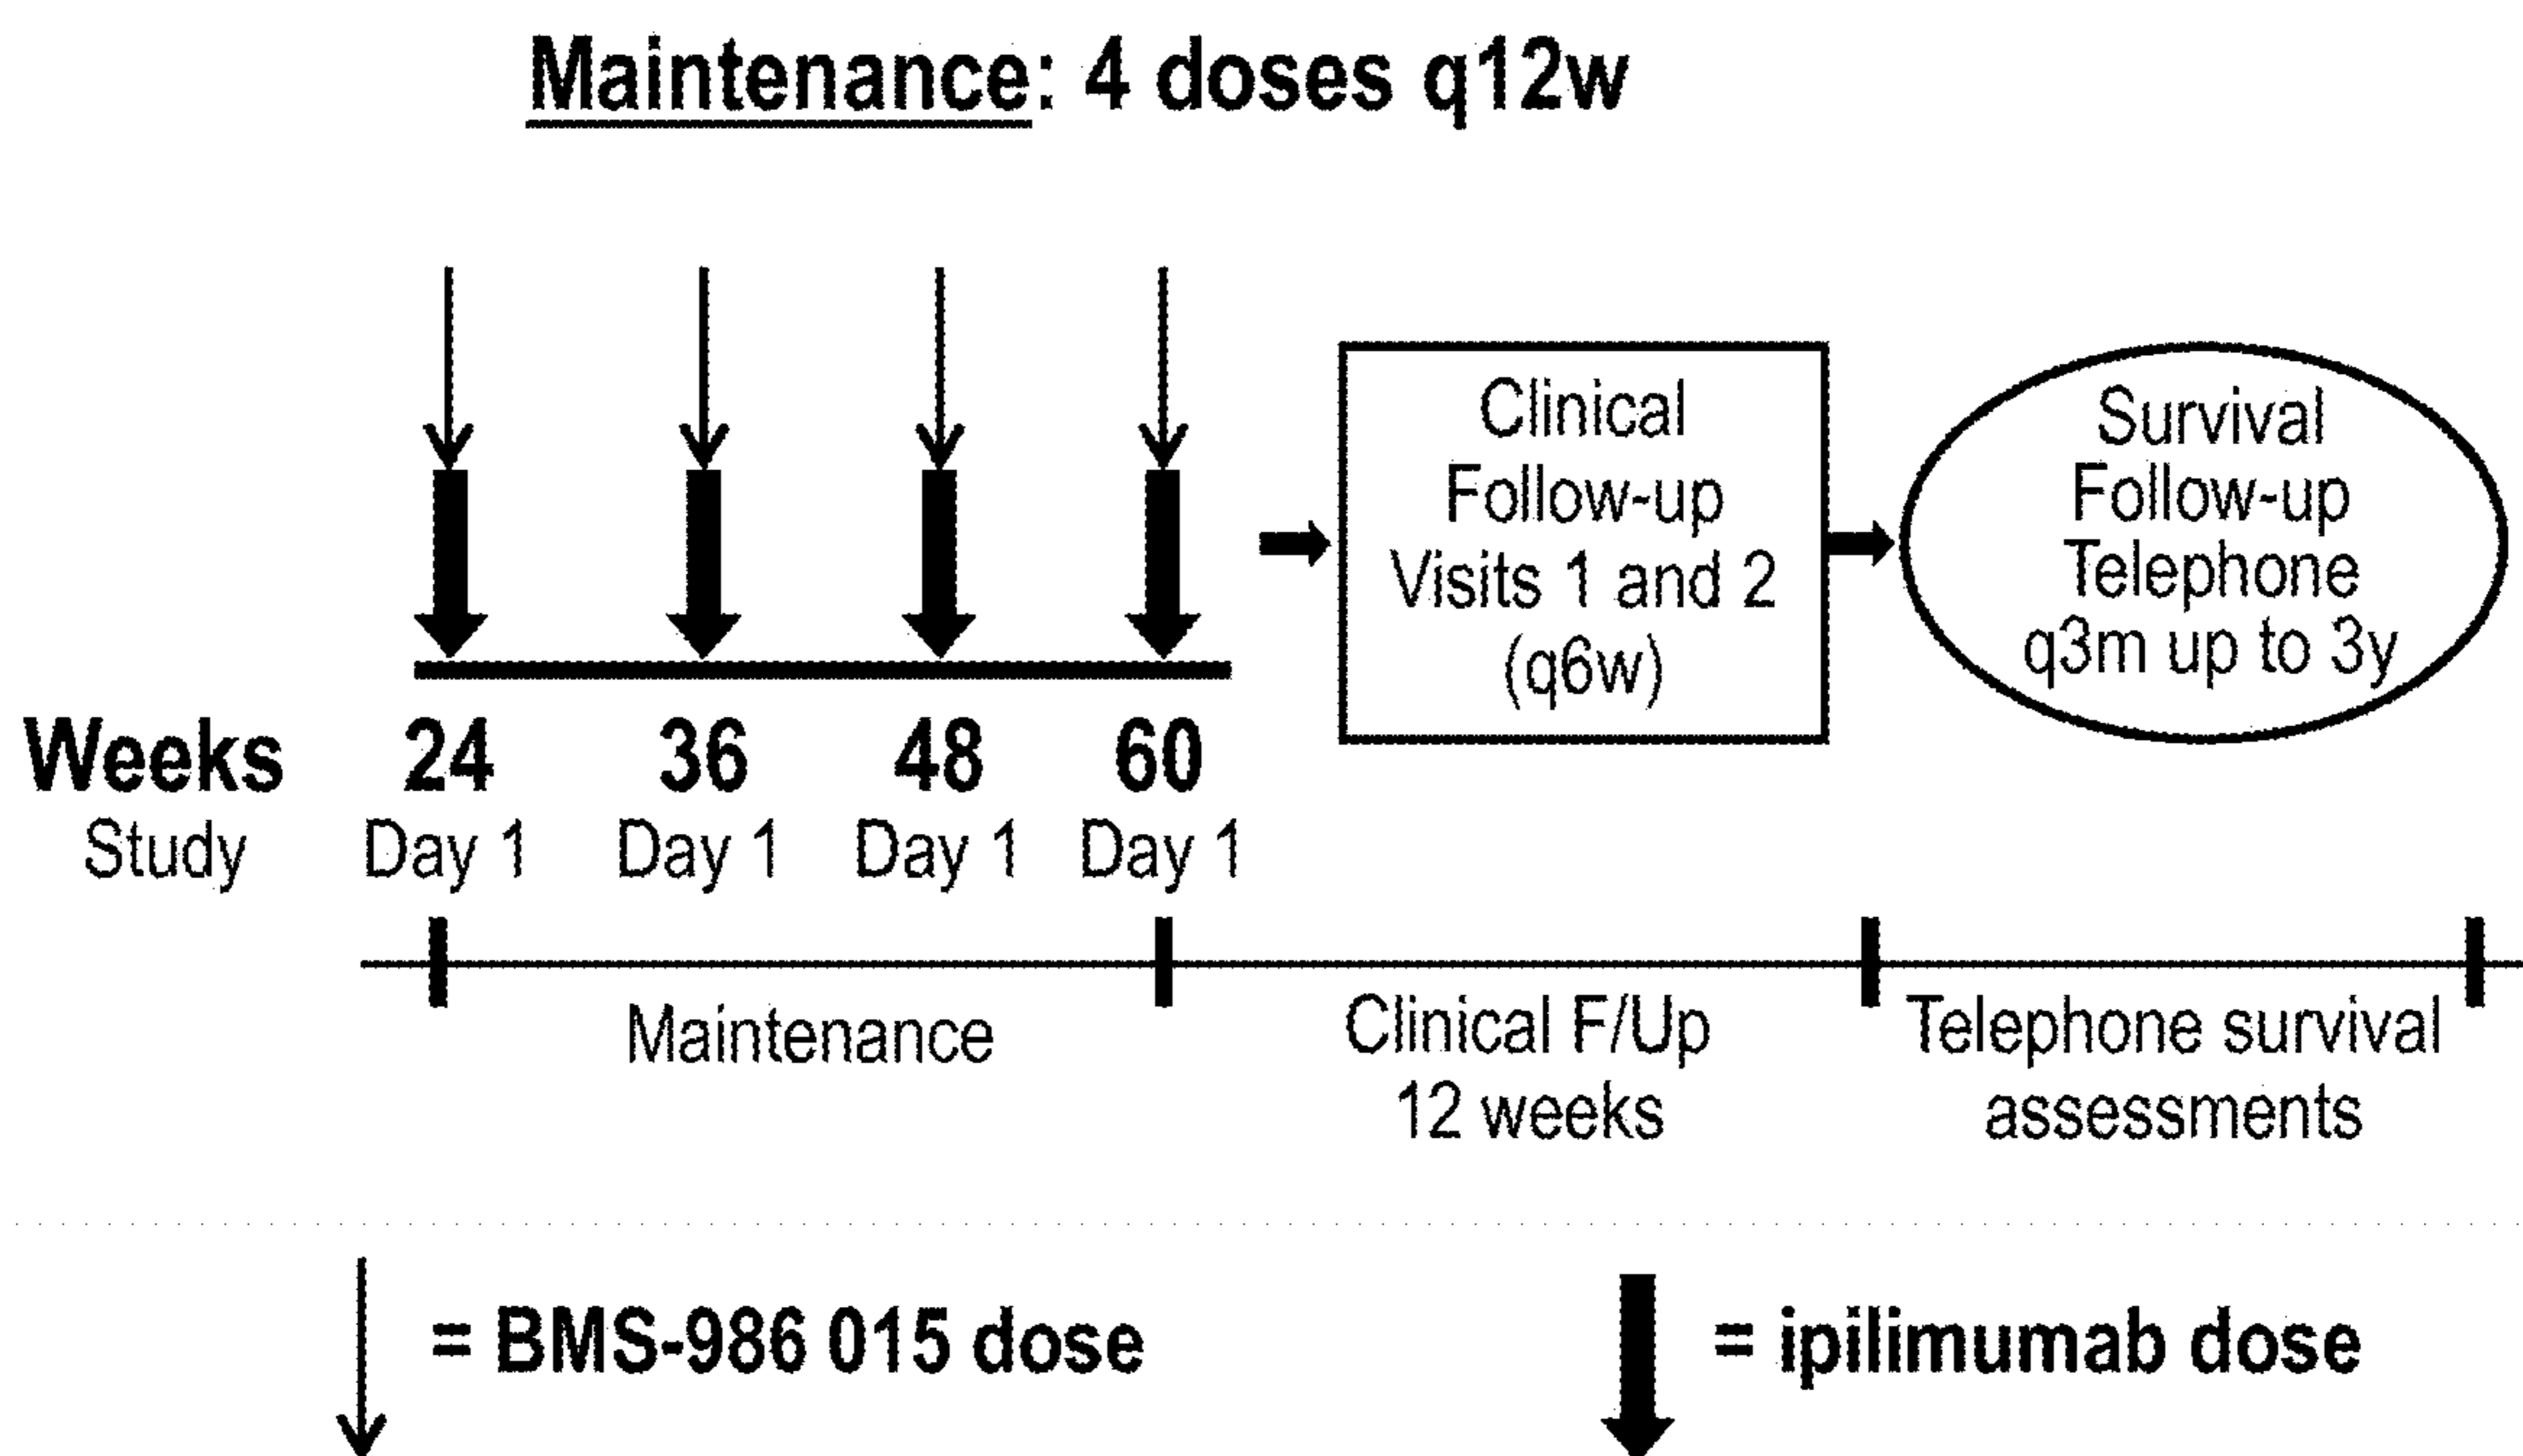 Maintenance: 4 doses q12w
Clinical
Follow-up
Visits 1 and 2
(q6w)
Survival
Follow-up
Telephone
q3m up to 3y
Weeks 24 36 48 60
Study Day 1 Day 1 Day 1 Day 1
Maintenance
Clinical F/Up
12 weeks
Telephone survival
assessments
= BMS-986 015 dose
= ipilimumab dose